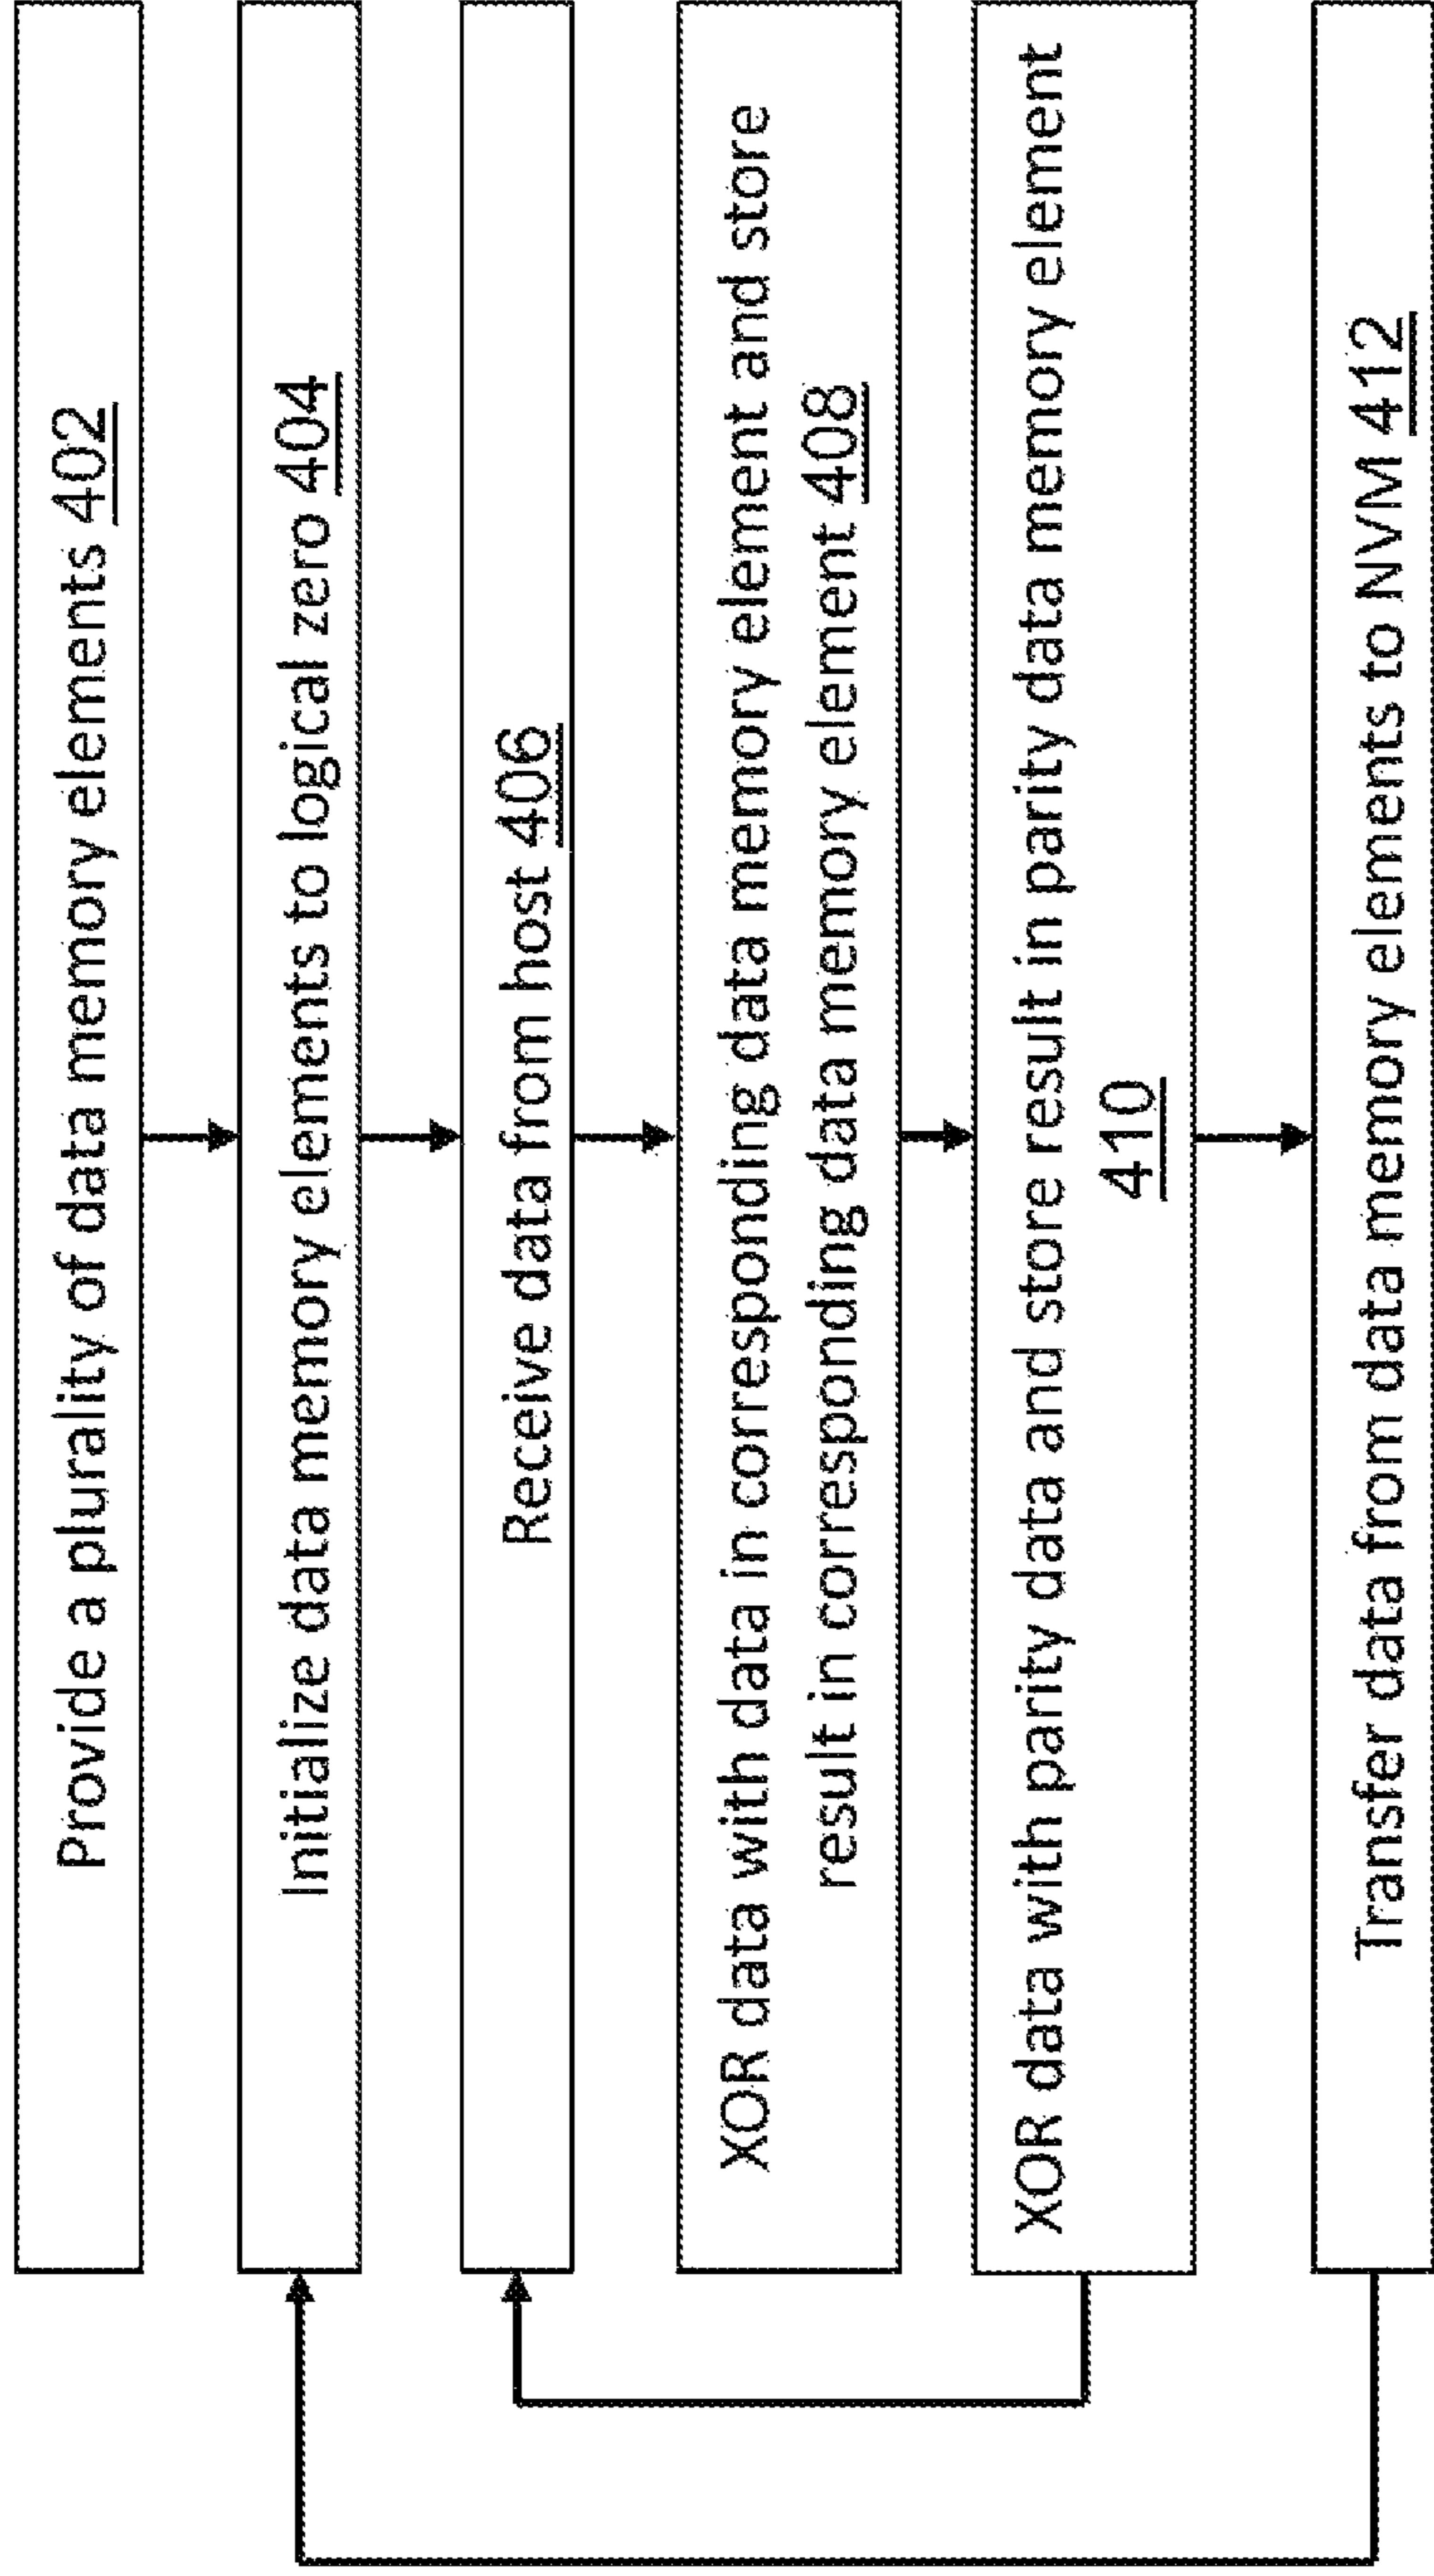 Provide a plurality of data memory elements 402
Initialize data memory elements to logical zero 404
Receive data from host 406
XOR data with data in corresponding data memory element and store
result in corresponding data memory element 408
XOR data with parity data and store result in parity data memory element
410
Transfer data from data memory elements to NVM 412